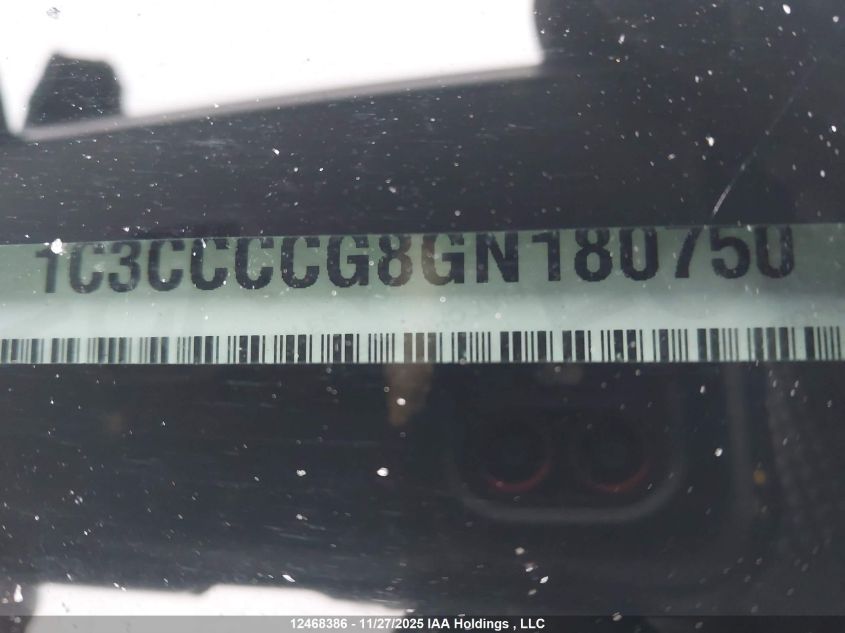 1C3CCCCG8GN180750
12468386 - 11/27/2025 IAA Holdings , LLC